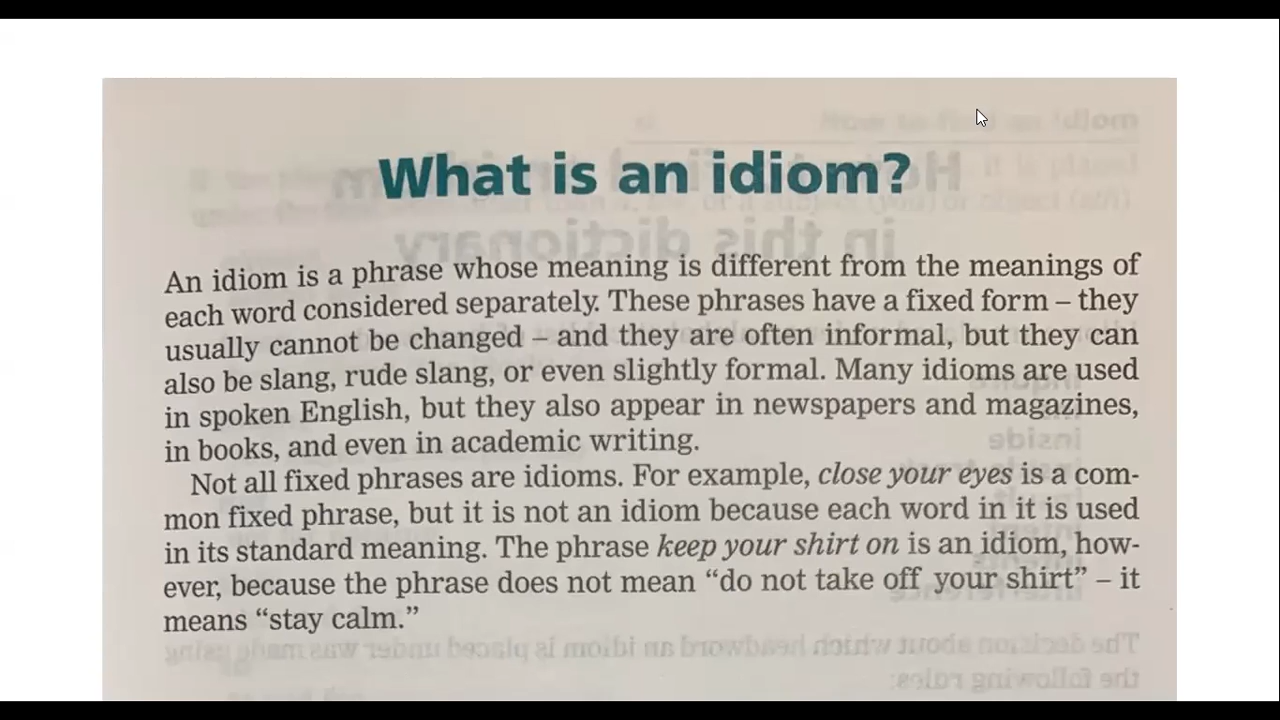 What is an idiom?
An idiom is a phrase whose meaning is different from the meanings of
each word considered separately. These phrases have a fixed form – they
usually cannot be changed – and they are often informal, but they can
also be slang, rude slang, or even slightly formal. Many idioms are used
in spoken English, but they also appear in newspapers and magazines,
in books, and even in academic writing.
Not all fixed phrases are idioms. For example, close your eyes is a com-
mon fixed phrase, but it is not an idiom because each word in it is used
in its standard meaning. The phrase keep your shirt on is an idiom, how-
ever, because the phrase does not mean “do not take off your shirt” – it
means “stay calm.”